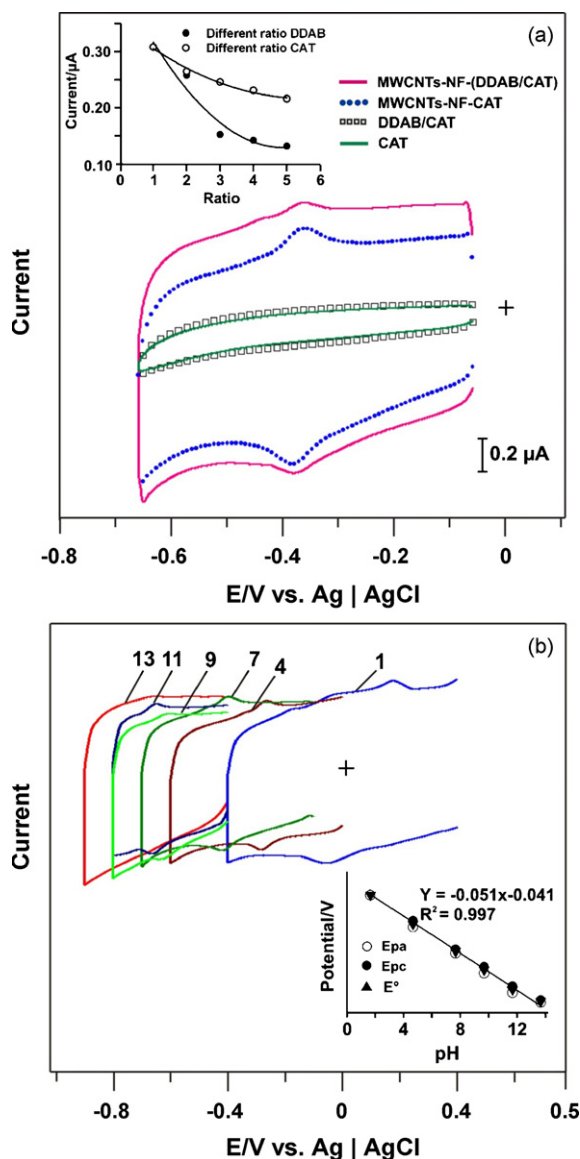 (a)
Current/µA
0.30
0.20
0.10
0 1 2 3 4 5 6
Ratio
Different ratio DDAB
Different ratio CAT
MWCNTs-NF-(DDAB/CAT)
MWCNTs-NF-CAT
DDAB/CAT
CAT
Current
0.2 µA
-0.8 -0.6 -0.4 -0.2 0
E/V vs. Ag | AgCl
(b)
13 11 9 7 4 1
Current
Y = -0.051x-0.041
R² = 0.997
Potential/V
Epa
Epc
E°
0 4 8 12
pH
-0.8 -0.4 0 0.4 0.5
E/V vs. Ag | AgCl